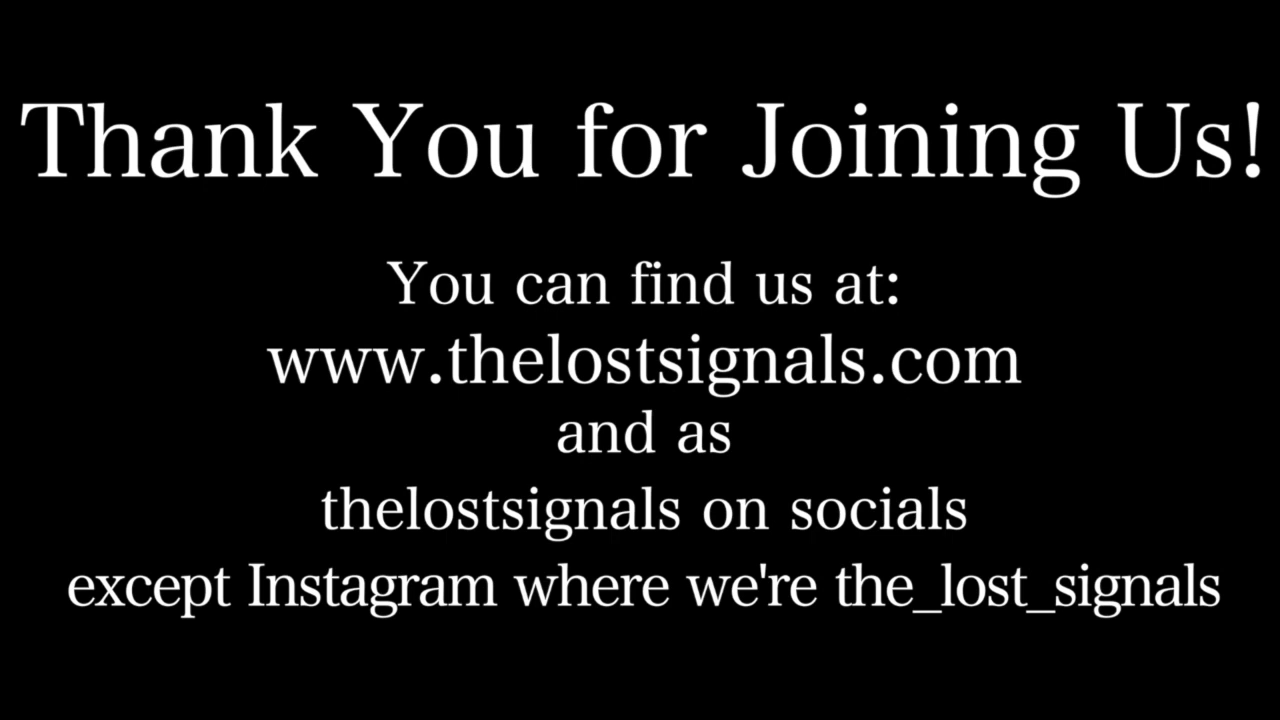 Thank You for Joining Us!
You can find us at:
www.thelostsignals.com
and as
thelostsignals on socials
except Instagram where we're the_lost_signals